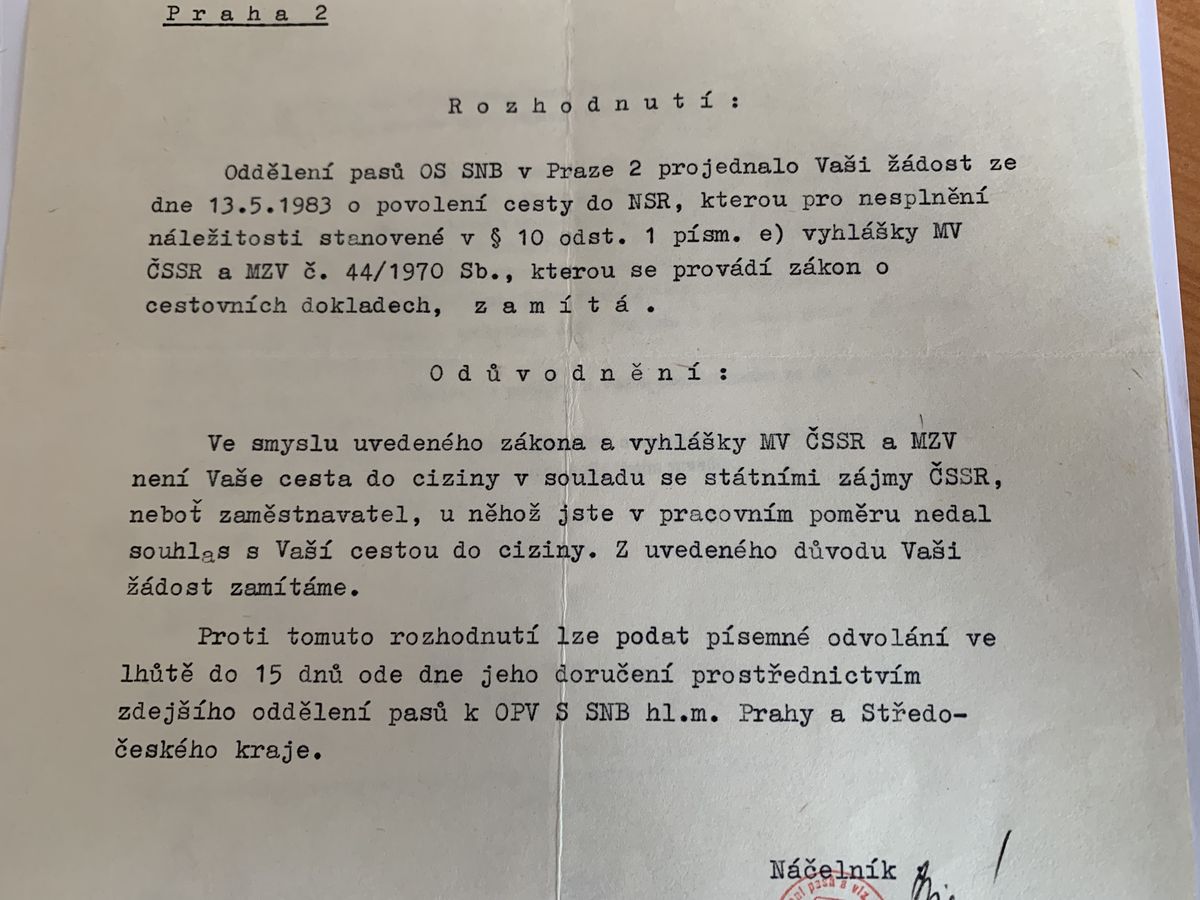 P r a h a 2
R o z h o d n u t í :
Oddělení pasů OS SNB v Praze 2 projednalo Vaši žádost ze
dne 13.5.1983 o povolení cesty do NSR, kterou pro nesplnění
náležitosti stanovené v § 10 odst. 1 písm. e) vyhlášky MV
ČSSR a MZV č. 44/1970 Sb., kterou se provádí zákon o
cestovních dokladech, z a m í t á .
O d ů v o d n ě n í :
Ve smyslu uvedeného zákona a vyhlášky MV ČSSR a MZV
není Vaše cesta do ciziny v souladu se státními zájmy ČSSR,
neboť zaměstnavatel, u něhož jste v pracovním poměru nedal
souhlas s Vaší cestou do ciziny. Z uvedeného důvodu Vaši
žádost zamítáme.
Proti tomuto rozhodnutí lze podat písemné odvolání ve
lhůtě do 15 dnů ode dne jeho doručení prostřednictvím
zdejšího oddělení pasů k OPV S SNB hl.m. Prahy a Středo-
českého kraje.
Náčelník
pasů a víz